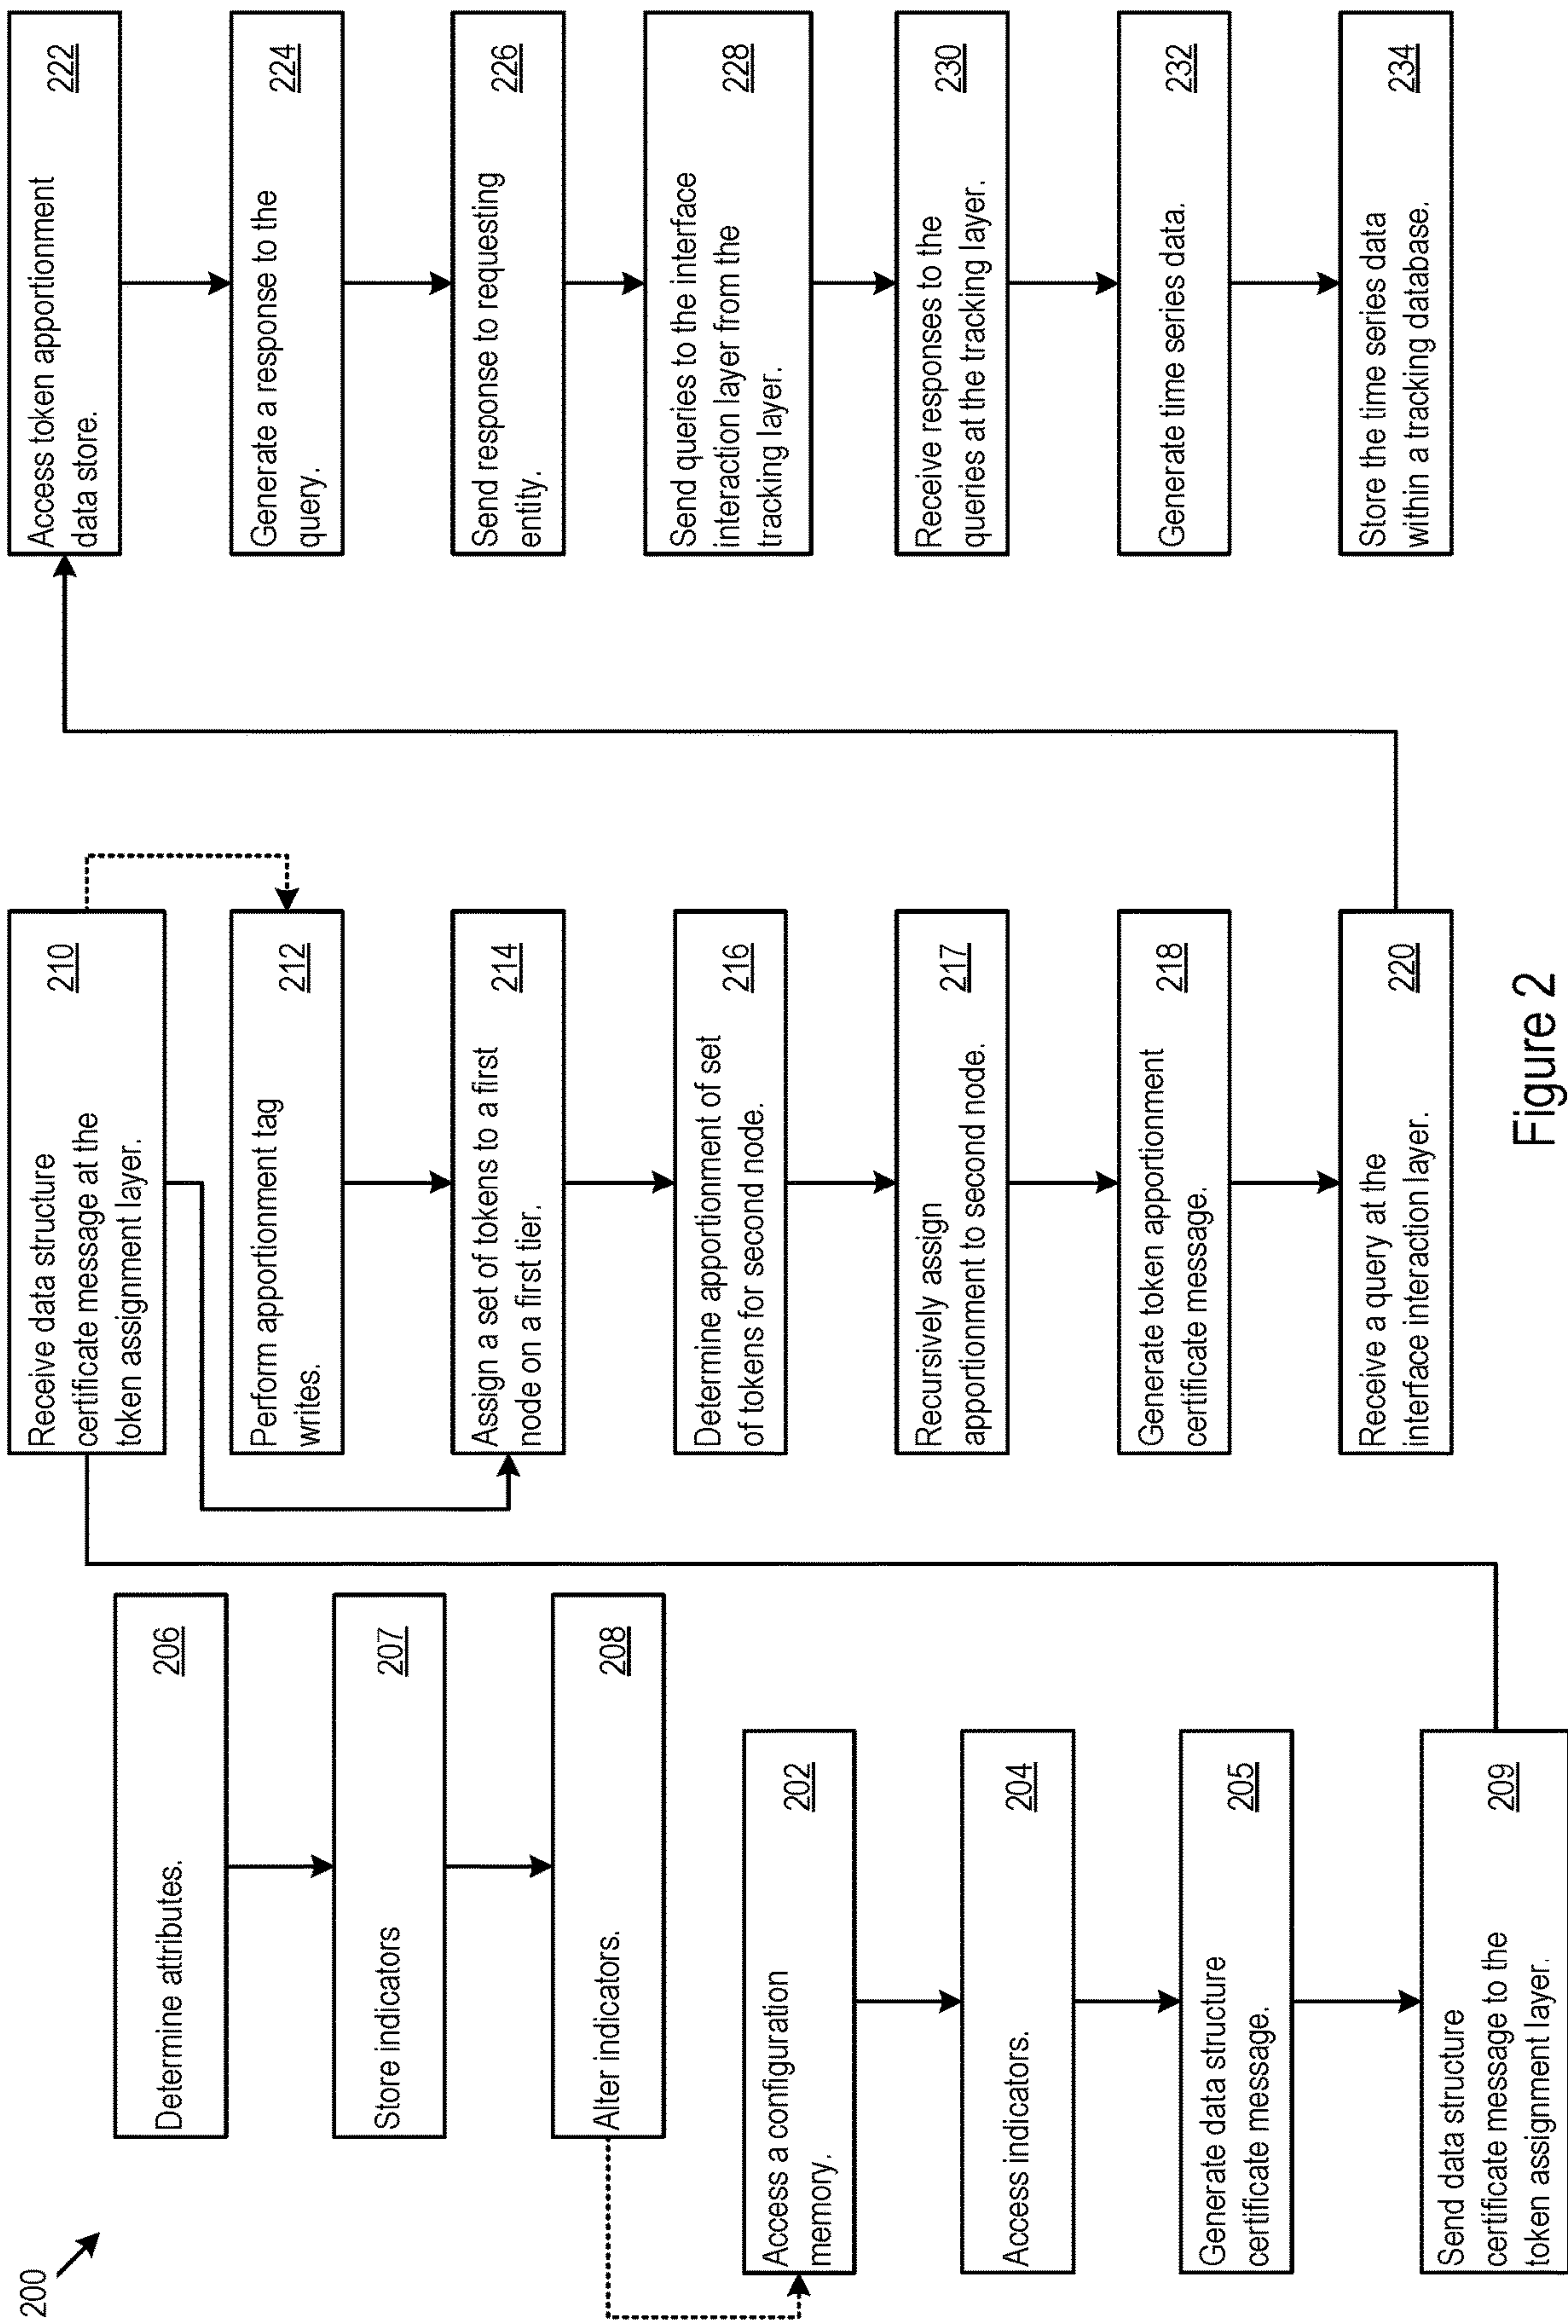 200
Determine attributes.
206
Store indicators
207
Alter indicators.
208
Access a configuration
memory.
202
Access indicators.
204
Generate data structure
certificate message.
205
Send data structure
certificate message to the
token assignment layer.
209
Receive data structure
certificate message at the
token assignment layer.
210
Perform apportionment tag
writes.
212
Assign a set of tokens to a first
node on a first tier.
214
Determine apportionment of set
of tokens for second node.
216
Recursively assign
apportionment to second node.
217
Generate token apportionment
certificate message.
218
Receive a query at the
interface interaction layer.
220
Access token apportionment
data store.
222
Generate a response to the
query.
224
Send response to requesting
entity.
226
Send queries to the interface
interaction layer from the
tracking layer.
228
Receive responses to the
queries at the tracking layer.
230
Generate time series data.
232
Store the time series data
within a tracking database.
234
Figure 2